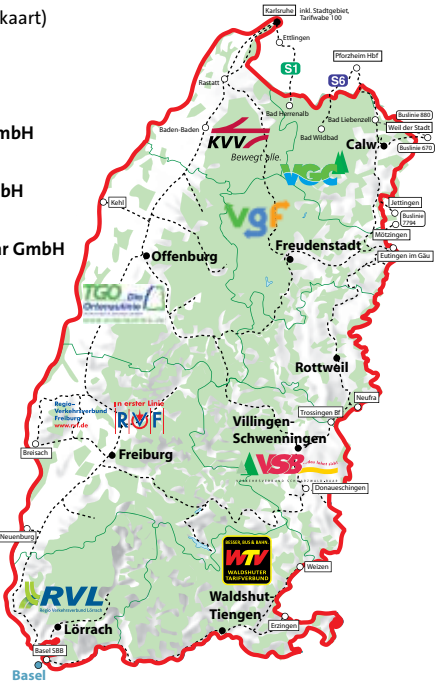 kaart)
mbH
bH
r GmbH
Karlsruhe
inkl. Stadtgebiet,
Tarifwabe 100
Ettlingen
S1
Pforzheim Hbf
S6
Rastatt
Bad Herrenalb
Bad Liebenzell
Buslinie 880
Weil der Stadt
Bad Wildbad
Baden-Baden
KVV
Bewegt alle.
Calw
Buslinie 670
VGC
Kehl
Jettingen
vgf
Buslinie
7794
Mötzingen
Freudenstadt
Eutingen im Gäu
Offenburg
TGO
Die
Ortenaulinie
Rottweil
Neufra
Regio-
Verkehrsverbund
Freiburg
www.rvf.de
In erster Linie
RVF
Trossingen Bf
Villingen-
Schwenningen
Breisach
Freiburg
VSB
Donaueschingen
Neuenburg
BESSER, BUS & BAHN.
WTV
WALDSHUTER
TARIFVERBUND
Weizen
RVL
Regio Verkehrsverbund Lörrach
Waldshut-
Tiengen
Lörrach
Erzingen
Basel SBB
Basel